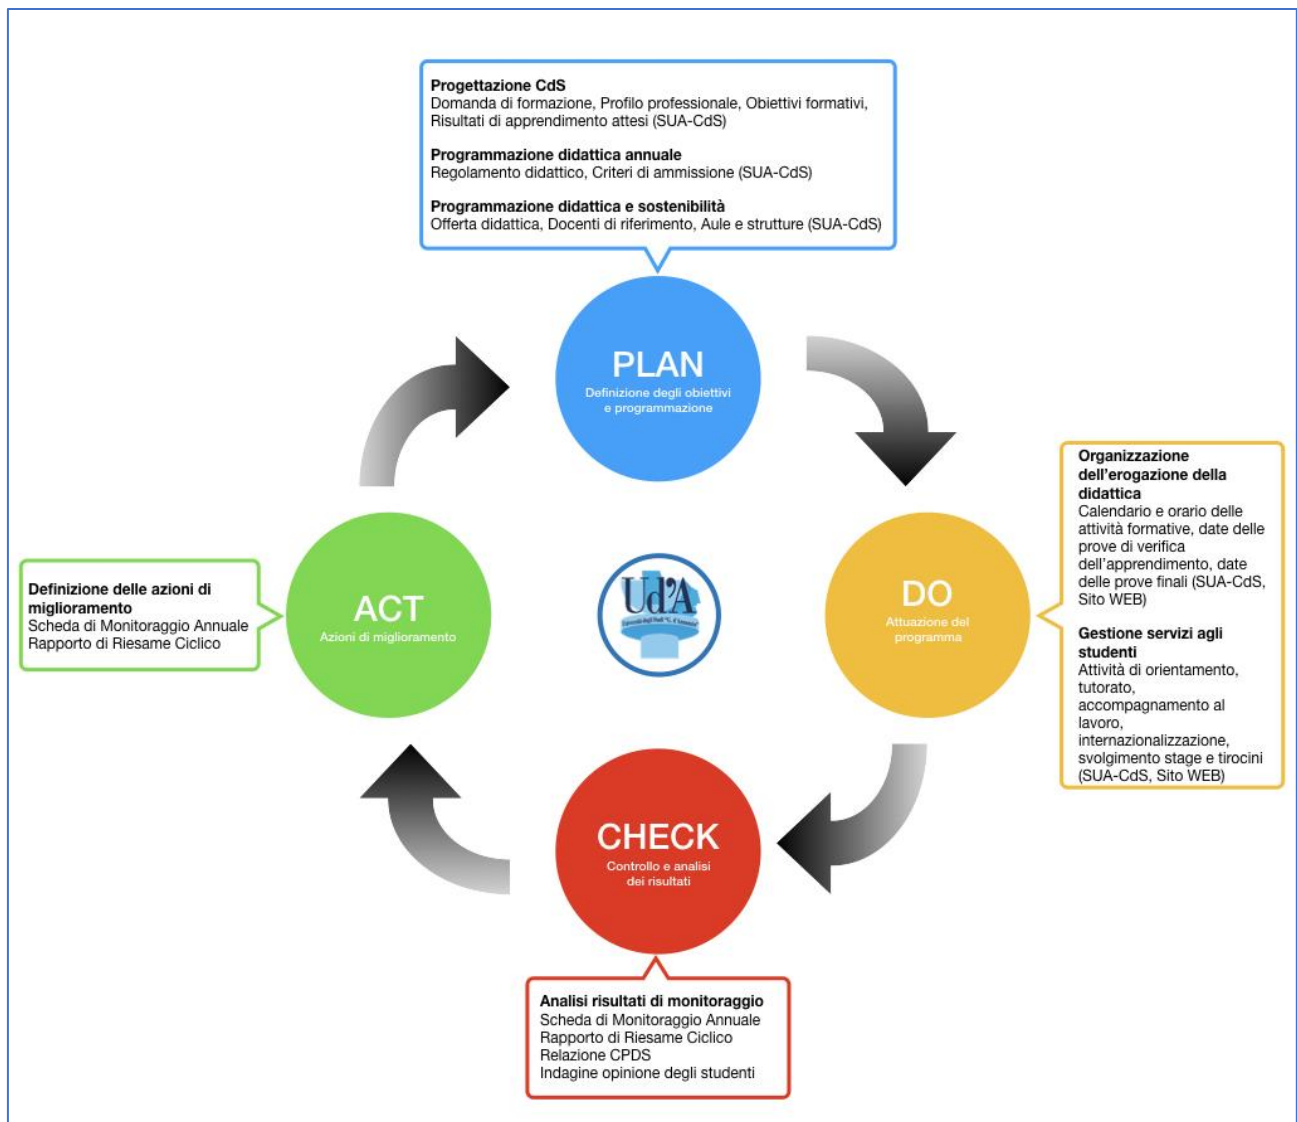 Progettazione CdS
Domanda di formazione, Profilo professionale, Obiettivi formativi,
Risultati di apprendimento attesi (SUA-CdS)
Programmazione didattica annuale
Regolamento didattico, Criteri di ammissione (SUA-CdS)
Programmazione didattica e sostenibilità
Offerta didattica, Docenti di riferimento, Aule e strutture (SUA-CdS)
PLAN
Definizione degli obiettivi
e programmazione
Organizzazione
dell'erogazione della
didattica
Calendario e orario delle
attività formative, date delle
prove di verifica
dell'apprendimento, date
delle prove finali (SUA-CdS,
Sito WEB)
Gestione servizi agli
studenti
Attività di orientamento,
tutorato,
accompagnamento al
lavoro,
internazionalizzazione,
svolgimento stage e tirocini
(SUA-CdS, Sito WEB)
DO
Attuazione del
programma
Ud'A
Università degli Studi "G. d'Annunzio"
Definizione delle azioni di
miglioramento
Scheda di Monitoraggio Annuale
Rapporto di Riesame Ciclico
ACT
Azioni di miglioramento
CHECK
Controllo e analisi
dei risultati
Analisi risultati di monitoraggio
Scheda di Monitoraggio Annuale
Rapporto di Riesame Ciclico
Relazione CPDS
Indagine opinione degli studenti